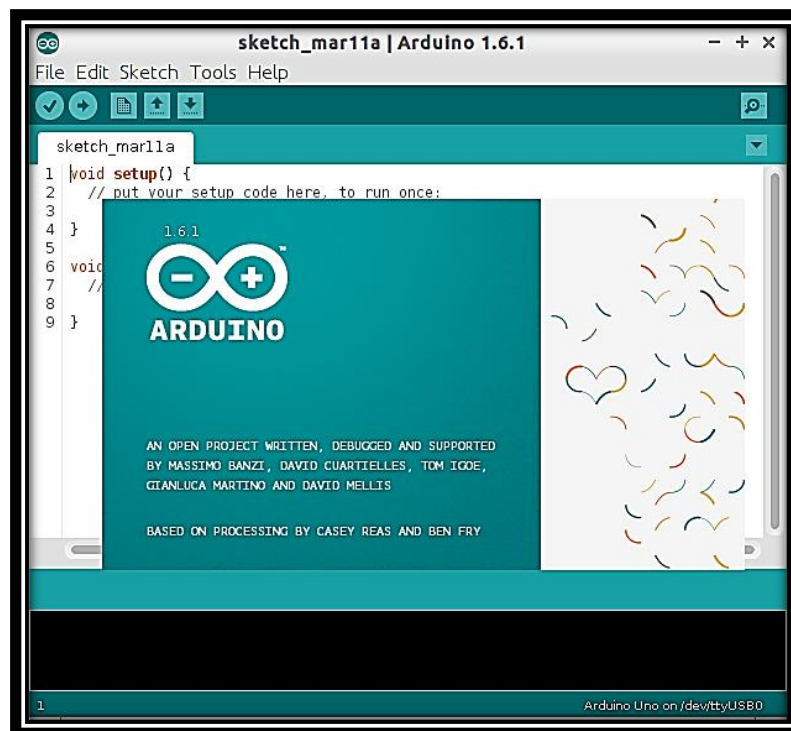 sketch_mar11a | Arduino 1.6.1
File Edit Sketch Tools Help
sketch_mar11a
1 void setup() {
2 // put your setup code here, to run once:
3
4 }
5
6 void
7 //
8
9 }
1.6.1
ARDUINO™
AN OPEN PROJECT WRITTEN, DEBUGGED AND SUPPORTED
BY MASSIMO BANZI, DAVID CUARTIELLES, TOM IGOE,
GIANLUCA MARTINO AND DAVID MELLIS
BASED ON PROCESSING BY CASEY REAS AND BEN FRY
1
Arduino Uno on /dev/ttyUSB0